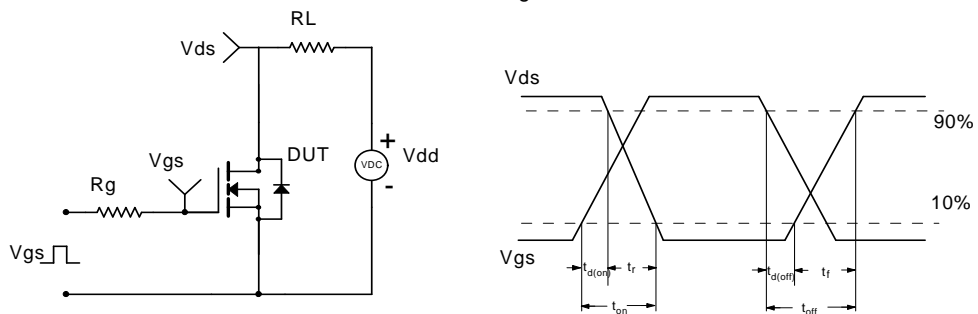 RL
Vds
Vgs
DUT
VDC
+
-
Vdd
Rg
Vgs
Vds
90%
10%
Vgs
td(on)
tr
td(off)
tf
ton
toff